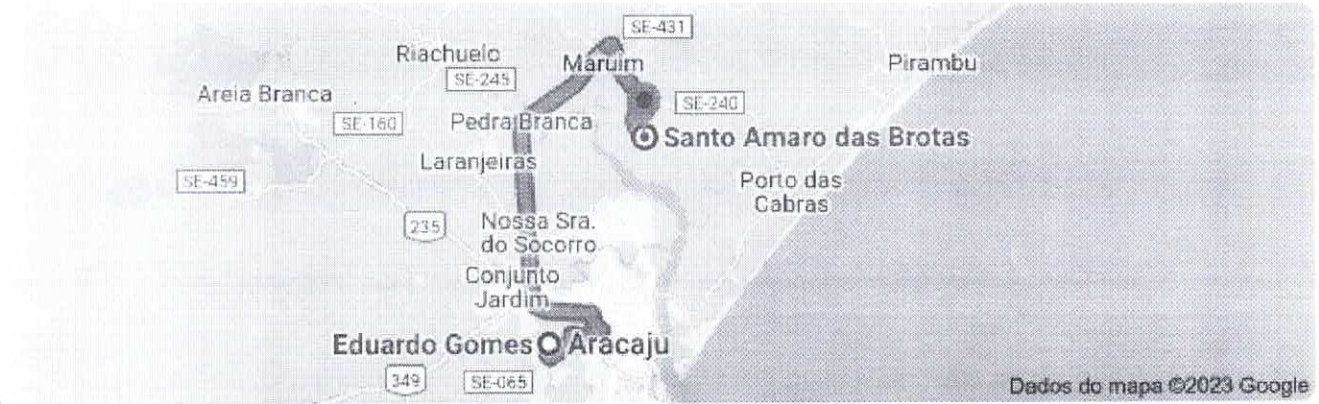 SE-431
Riachuelo
Maruim
Pirambu
SE-245
Areia Branca
SE-240
SE-160
Pedra Branca
Santo Amaro das Brotas
Laranjeiras
SE-459
Porto das
Cabras
235
Nossa Sra.
do Socorro
Conjunto
Jardim
Eduardo Gomes
Aracaju
349
SE-065
Dados do mapa ©2023 Google